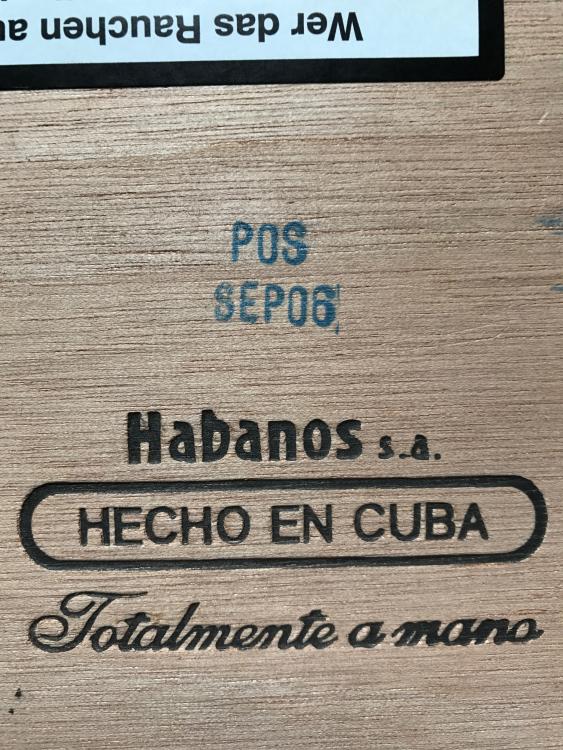 Wer das Rauchen
POS
SEP06
Habanos s.a.
HECHO EN CUBA
Totalmente a mano